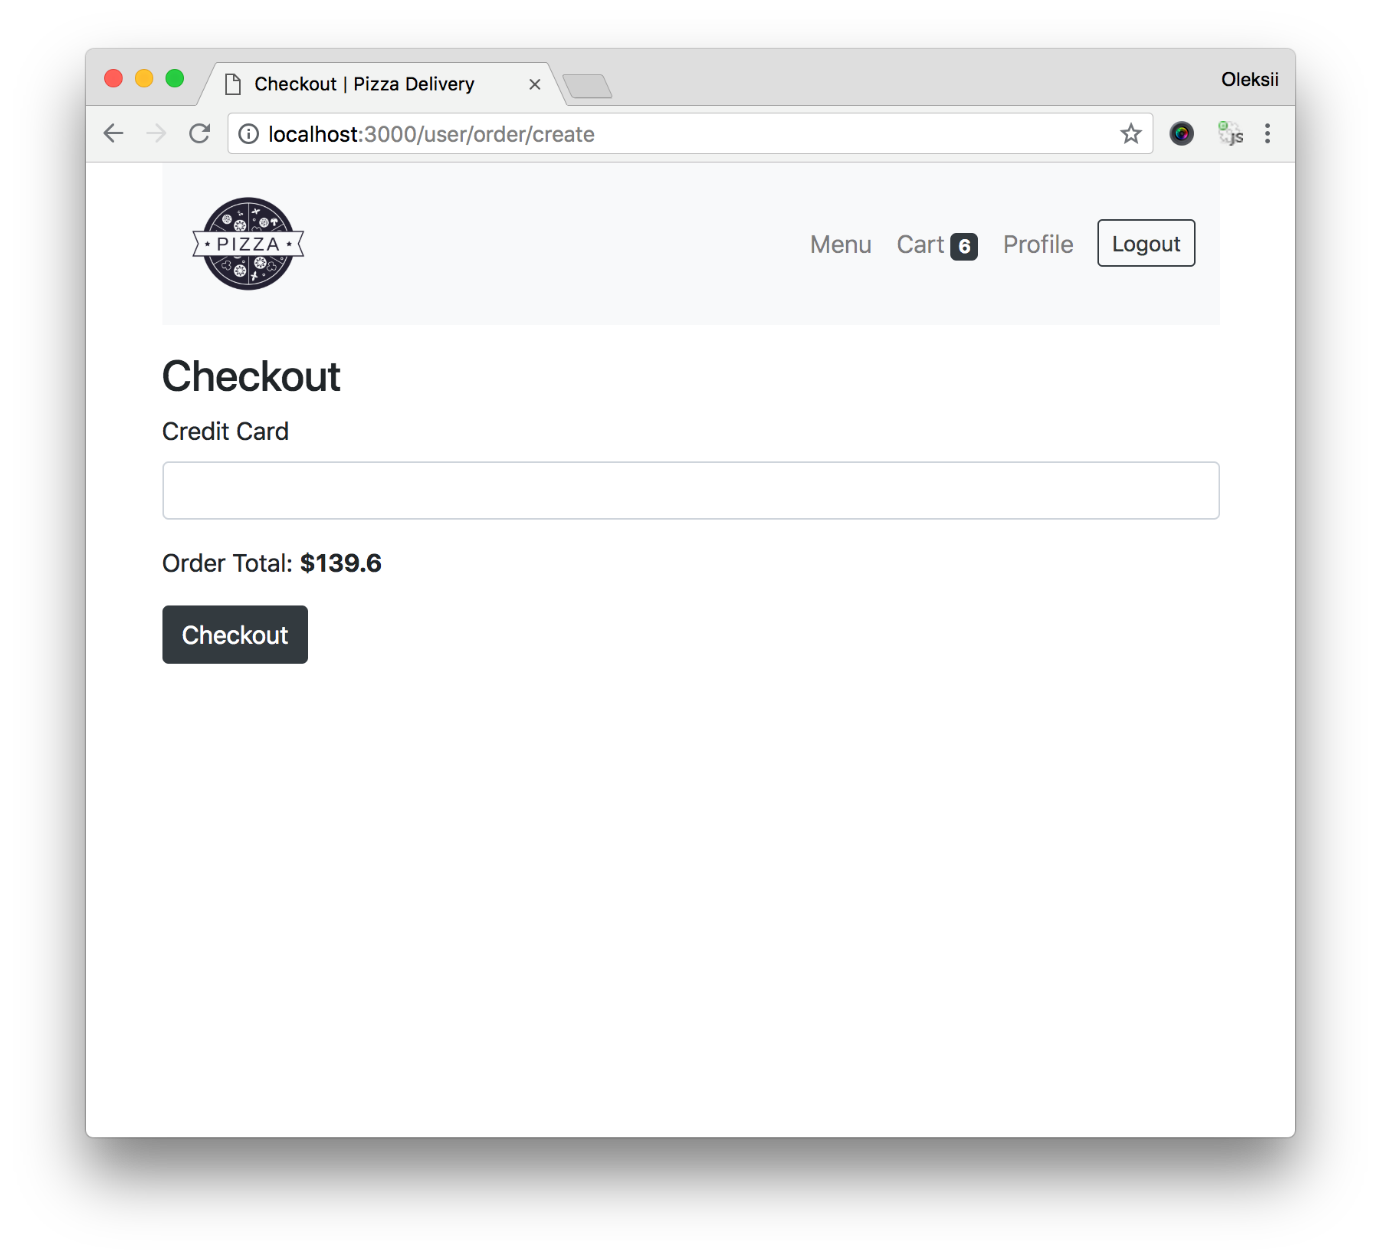 Checkout | Pizza Delivery
Oleksii
localhost:3000/user/order/create
JS
PIZZA
Menu
Cart 6
Profile
Logout
Checkout
Credit Card
Order Total: $139.6
Checkout